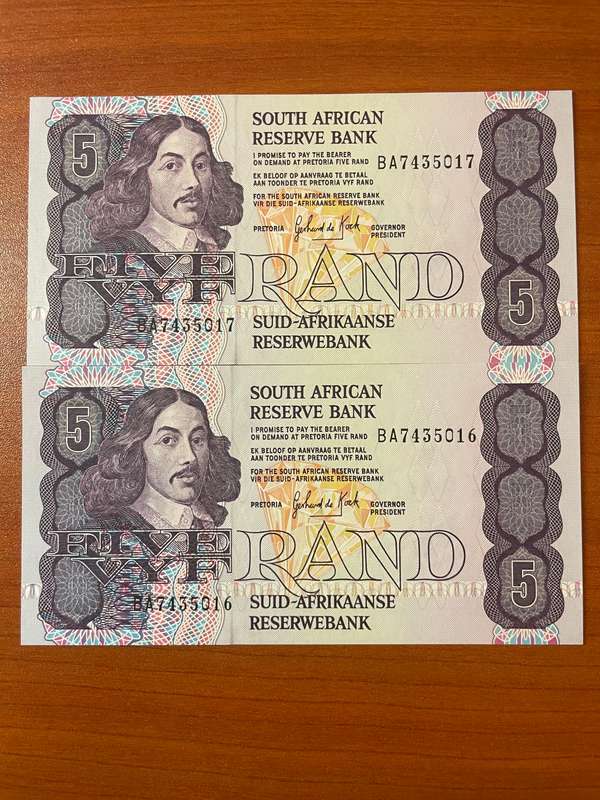 5
SOUTH AFRICAN
RESERVE BANK
I PROMISE TO PAY THE BEARER
ON DEMAND AT PRETORIA FIVE RAND
BA7435017
EK BELOOF OP AANVRAAG TE BETAAL
AAN TOONDER TE PRETORIA VYF RAND
FOR THE SOUTH AFRICAN RESERVE BANK
VIR DIE SUID-AFRIKAANSE RESERWEBANK
PRETORIA Gerhard de Kock GOVERNOR
PRESIDENT
FIVE
VYF
RAND
5
BA7435017
SUID-AFRIKAANSE
RESERWEBANK
5
SOUTH AFRICAN
RESERVE BANK
I PROMISE TO PAY THE BEARER
ON DEMAND AT PRETORIA FIVE RAND
BA7435016
EK BELOOF OP AANVRAAG TE BETAAL
AAN TOONDER TE PRETORIA VYF RAND
FOR THE SOUTH AFRICAN RESERVE BANK
VIR DIE SUID-AFRIKAANSE RESERWEBANK
PRETORIA Gerhard de Kock GOVERNOR
PRESIDENT
FIVE
VYF
RAND
5
BA7435016
SUID-AFRIKAANSE
RESERWEBANK